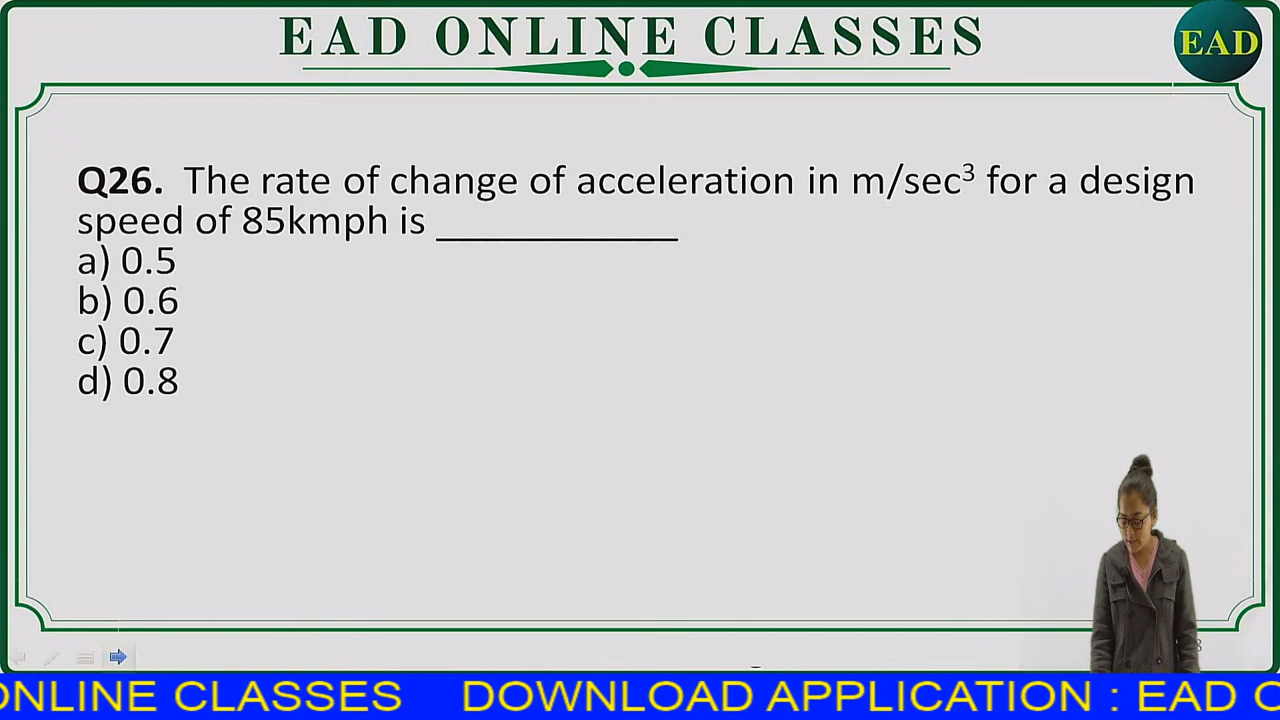 EAD ONLINE CLASSES
EAD
Q26. The rate of change of acceleration in m/sec³ for a design
speed of 85kmph is ____________
a) 0.5
b) 0.6
c) 0.7
d) 0.8
ONLINE CLASSES DOWNLOAD APPLICATION : EAD